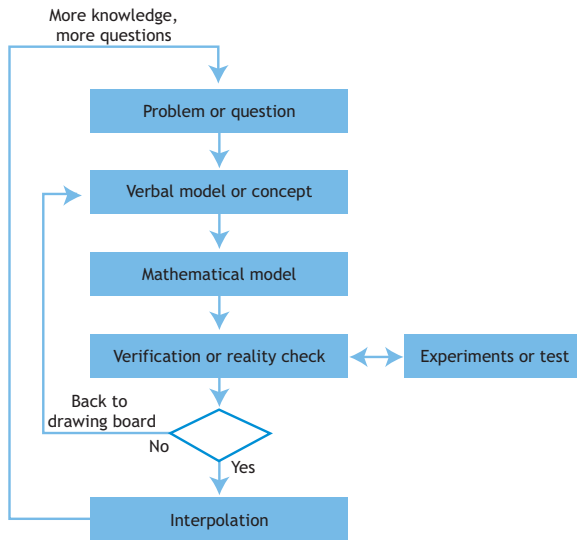 More knowledge,
more questions
Problem or question
Verbal model or concept
Mathematical model
Verification or reality check
Experiments or test
Back to
drawing board
No
Yes
Interpolation